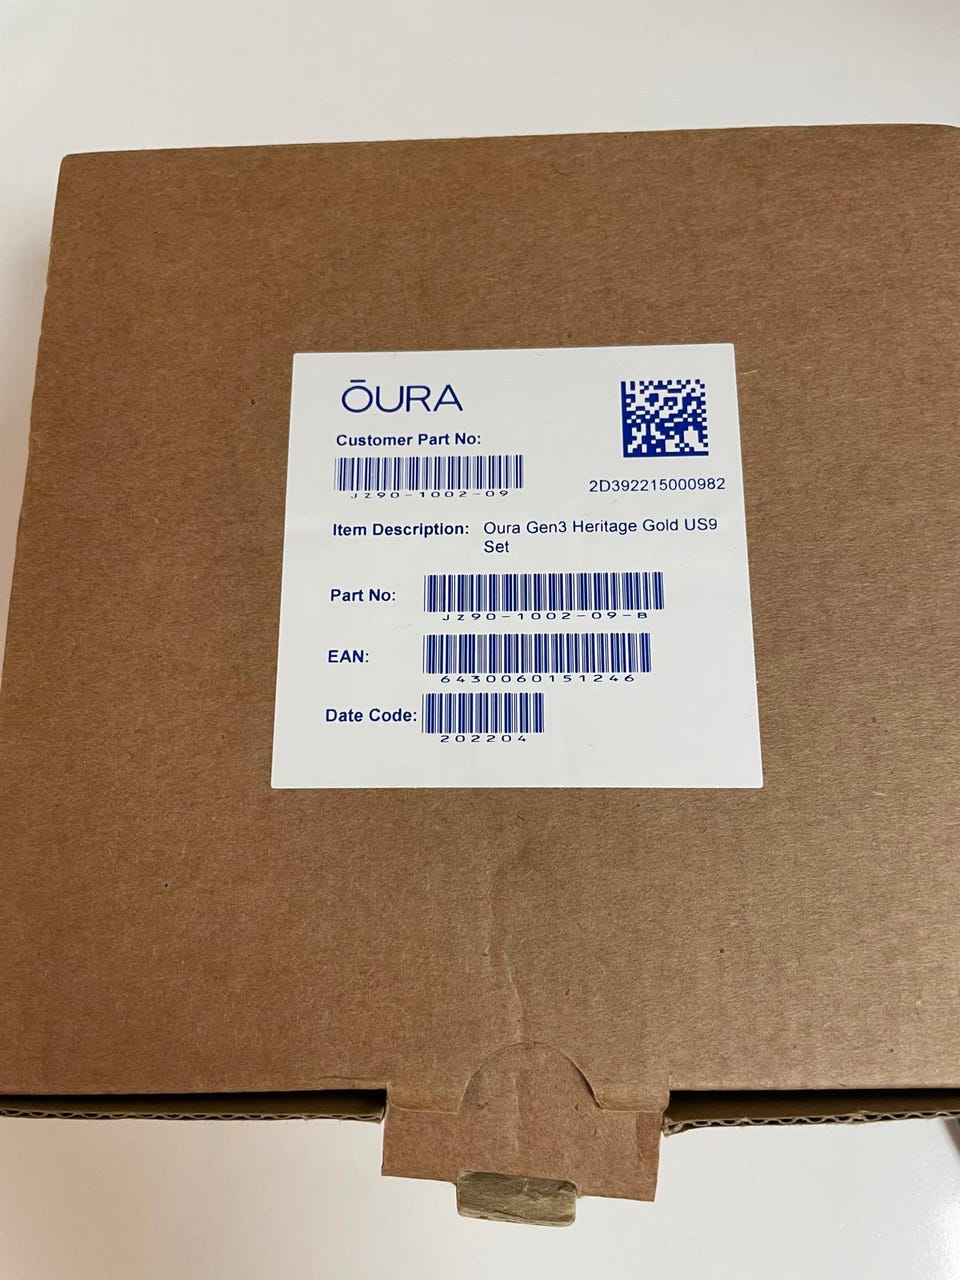 ŌURA
Customer Part No:
JZ90-1002-09
2D392215000982
Item Description: Oura Gen3 Heritage Gold US9
Set
Part No:
JZ90-1002-09-B
EAN:
6430060151246
Date Code:
202204